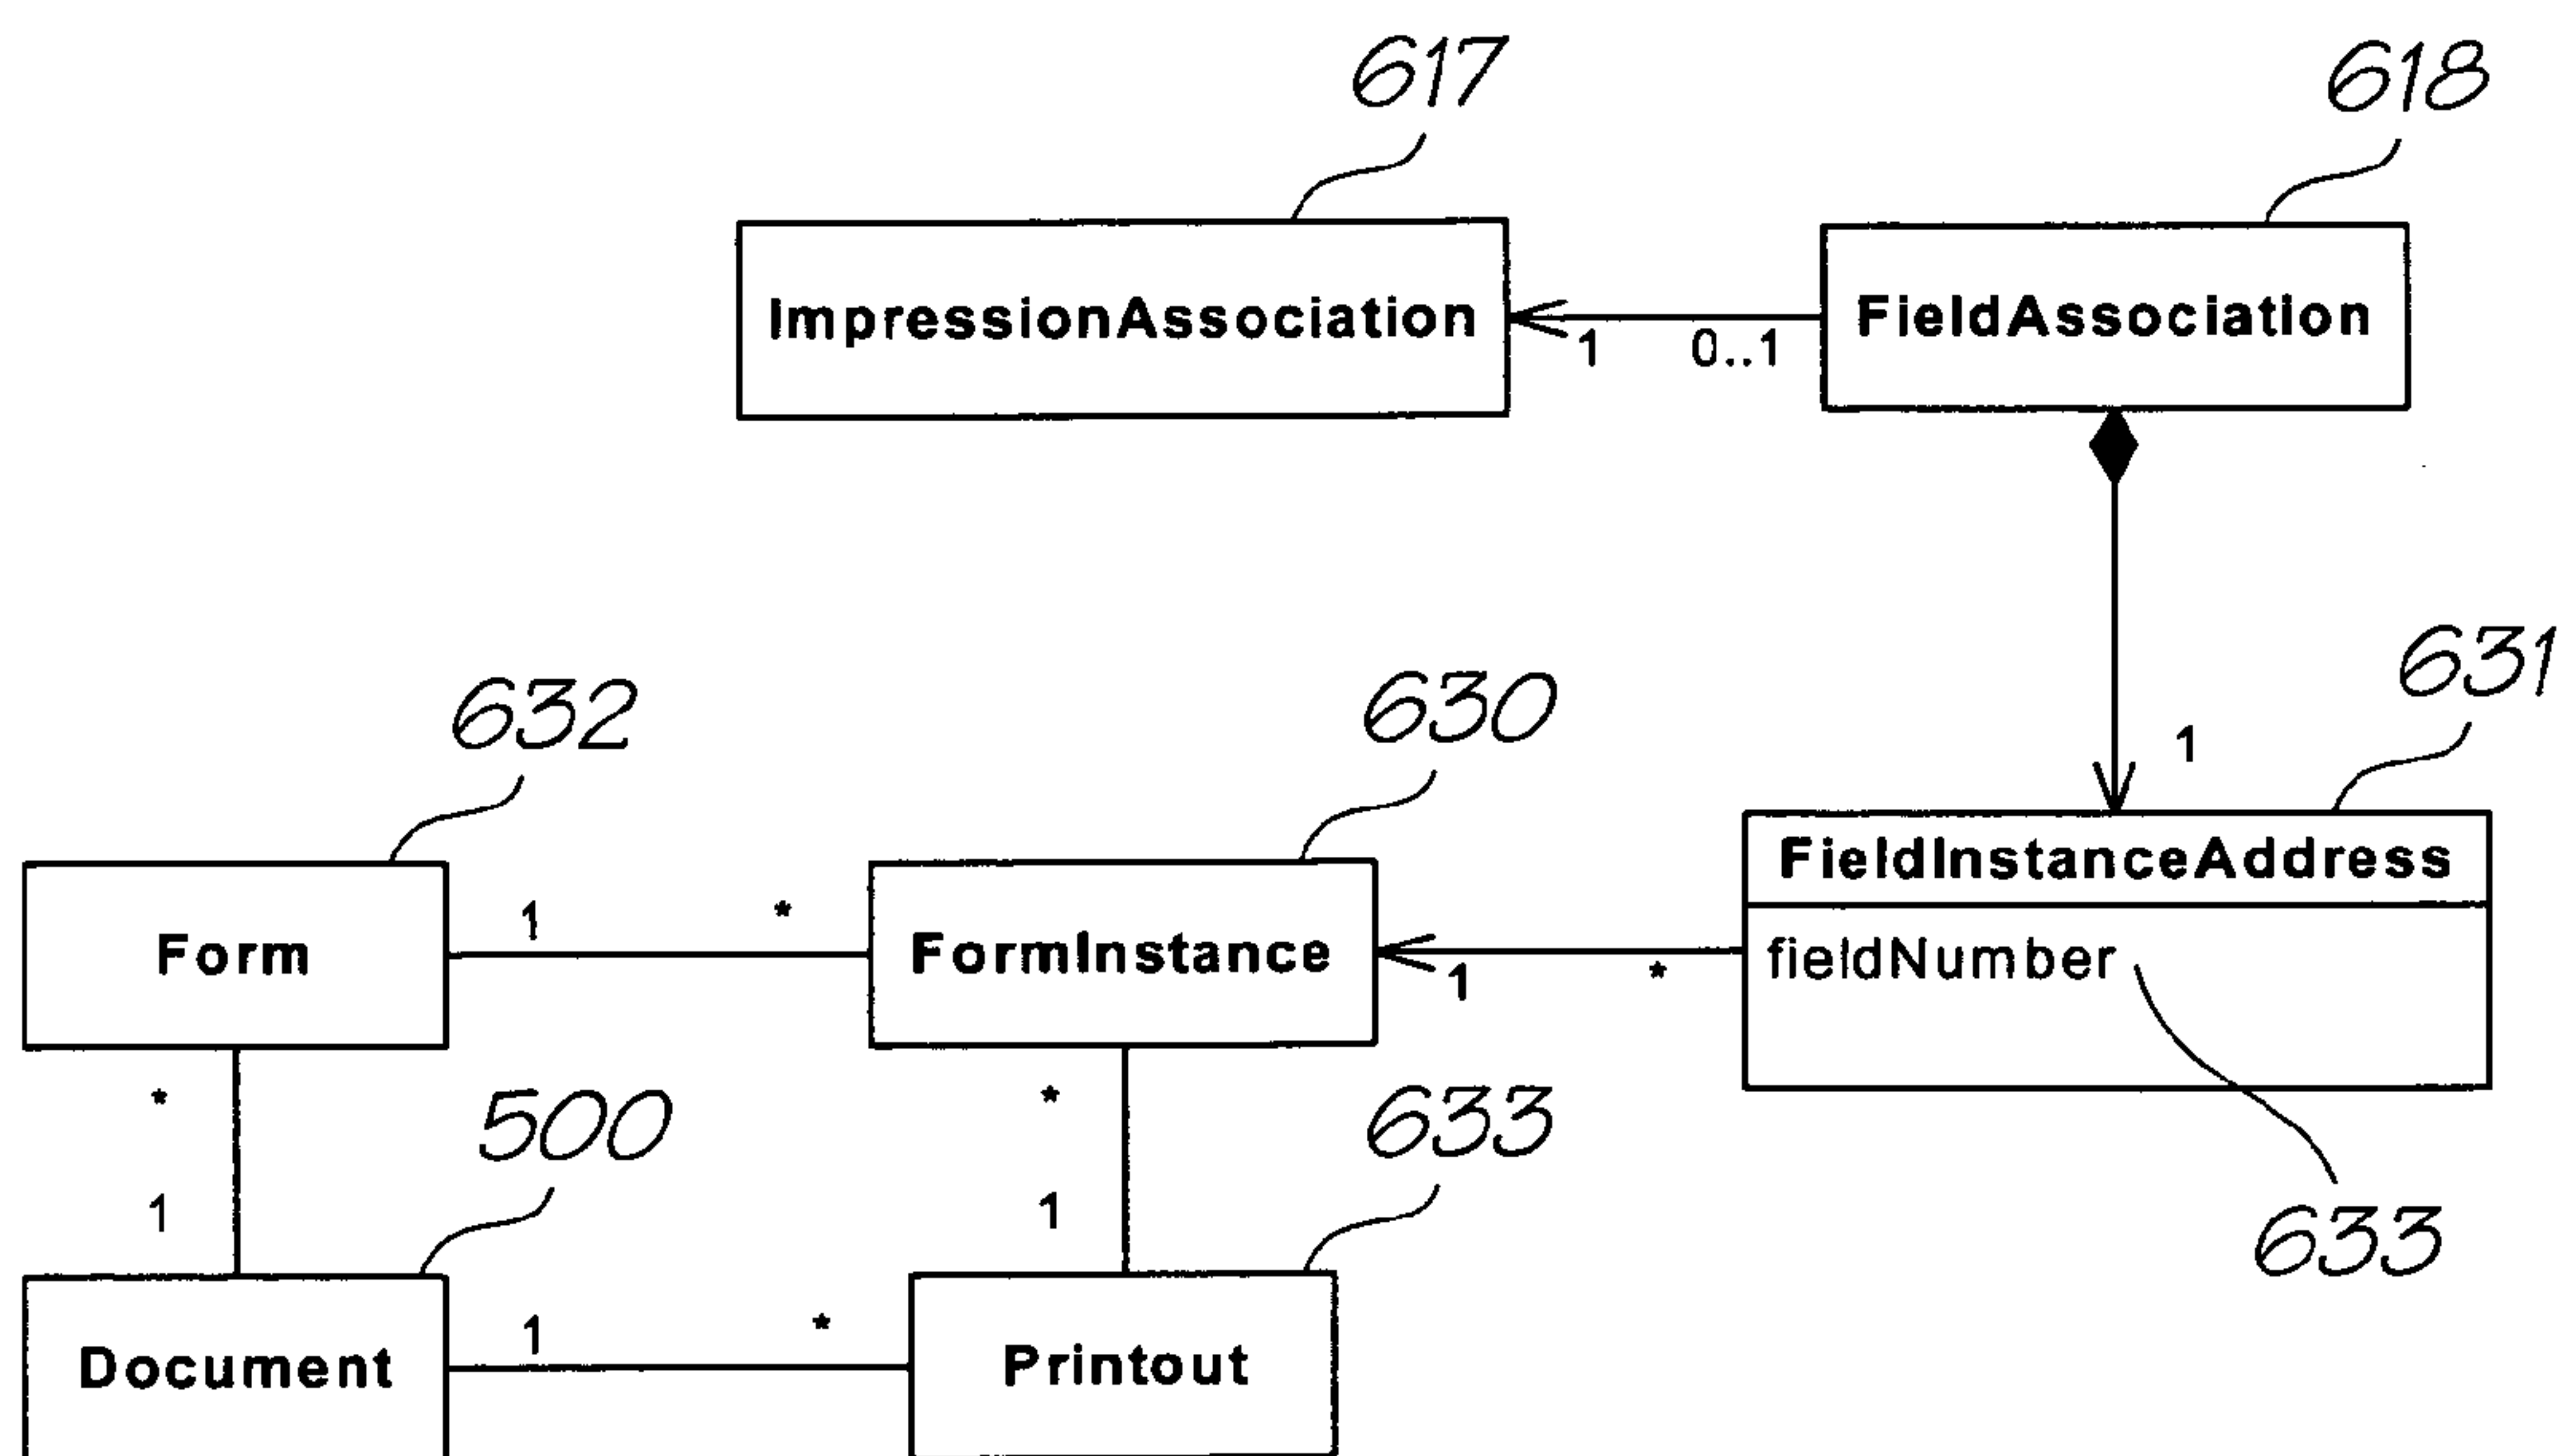 617
618
ImpressionAssociation
1
0..1
FieldAssociation
1
631
632
630
FieldInstanceAddress
Form
1
*
FormInstance
1
*
fieldNumber
*
1
500
*
1
633
633
Document
1
*
Printout